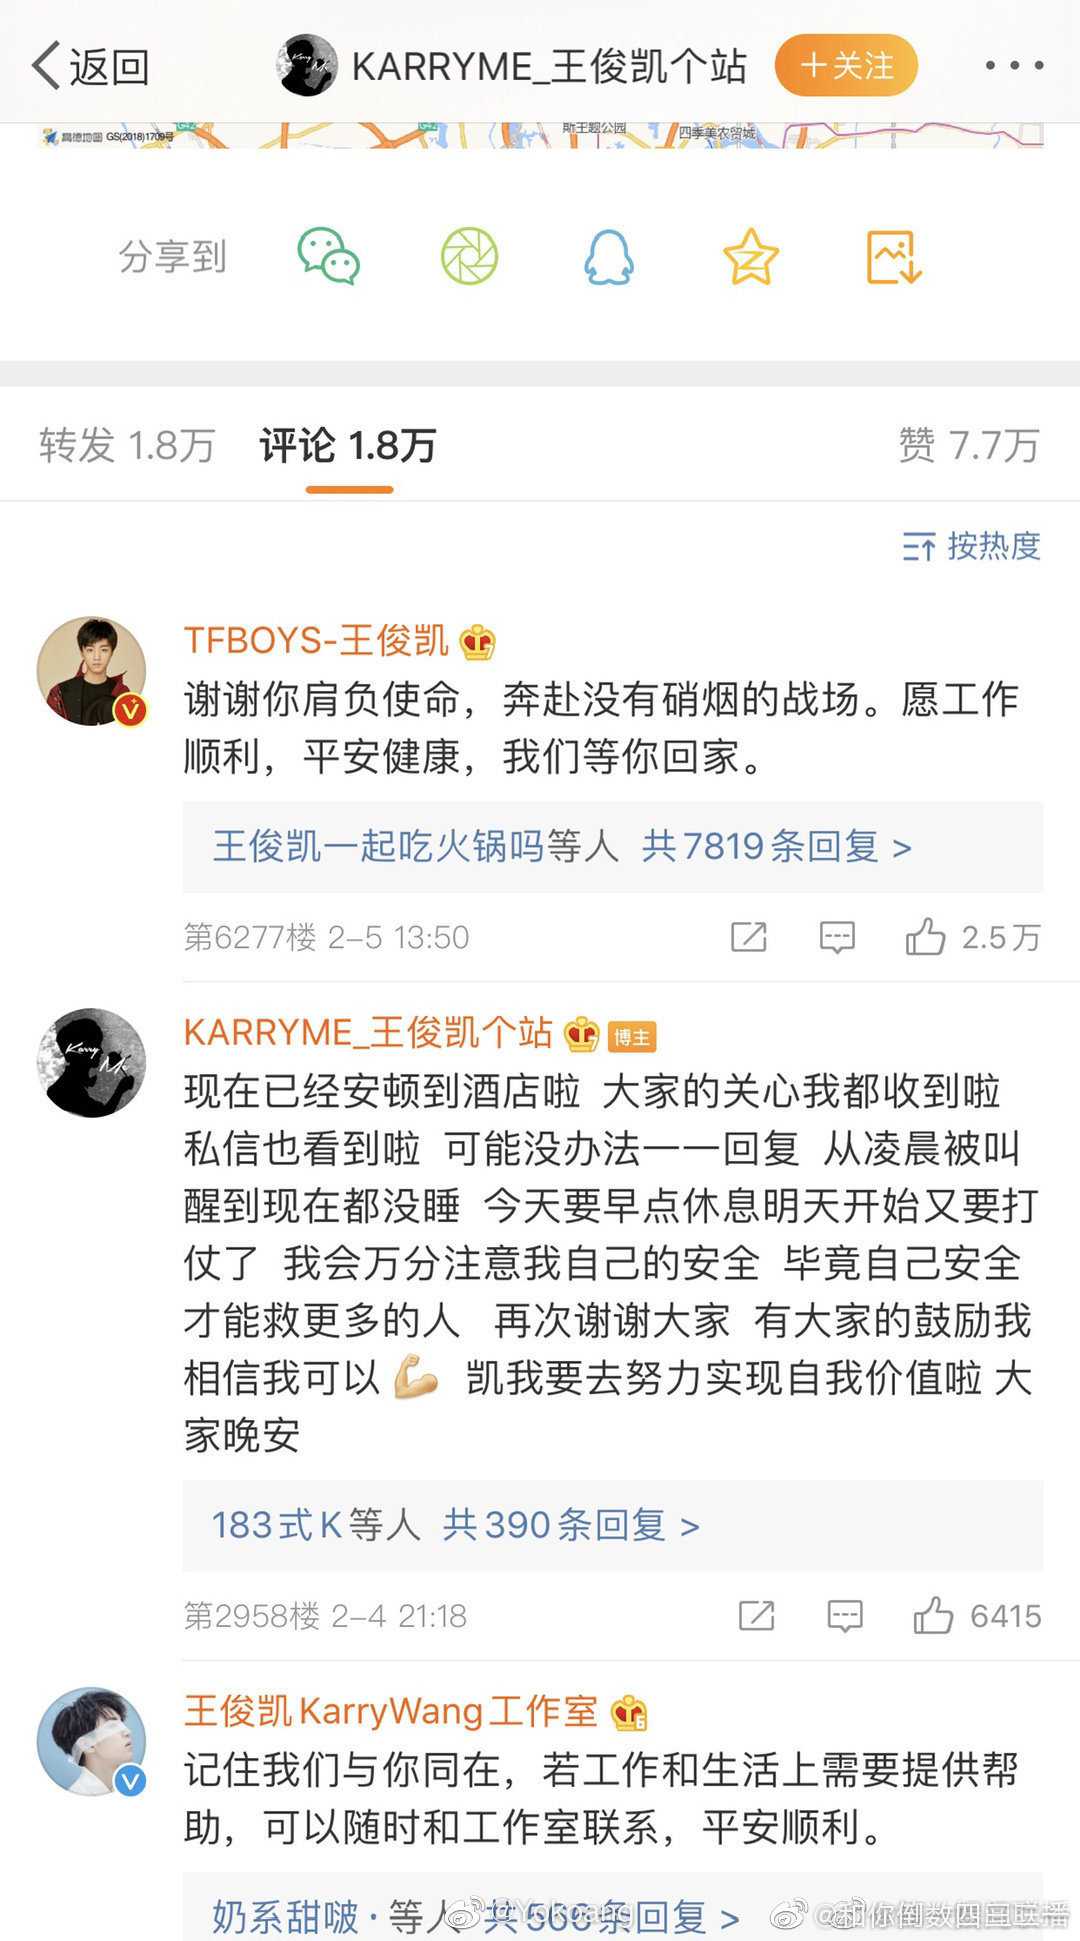 返回
KARRYME_王俊凯个站
+关注
高德地图 GS(2018)1709号
G42
G42
斯主题公园
四季美农贸城
分享到
转发 1.8万 评论 1.8万 赞 7.7万
按热度
TFBOYS-王俊凯
谢谢你肩负使命，奔赴没有硝烟的战场。愿工作
顺利，平安健康，我们等你回家。
王俊凯一起吃火锅吗等人 共7819条回复 >
第6277楼 2-5 13:50 2.5万
Karry
Me
KARRYME_王俊凯个站 博主
现在已经安顿到酒店啦 大家的关心我都收到啦
私信也看到啦 可能没办法一一回复 从凌晨被叫
醒到现在都没睡 今天要早点休息明天开始又要打
仗了 我会万分注意我自己的安全 毕竟自己安全
才能救更多的人 再次谢谢大家 有大家的鼓励我
相信我可以💪 凯我要去努力实现自我价值啦 大
家晚安
183式K等人 共390条回复 >
第2958楼 2-4 21:18 6415
王俊凯KarryWang工作室
记住我们与你同在，若工作和生活上需要提供帮
助，可以随时和工作室联系，平安顺利。
奶系甜啵·等人 条回复 >